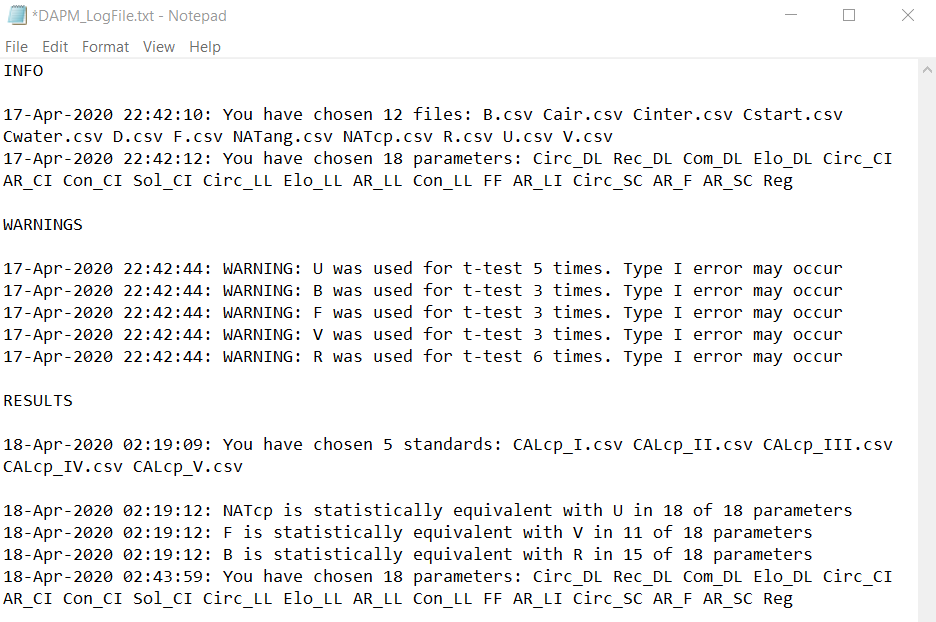 *DAPM_LogFile.txt - Notepad
File Edit Format View Help
INFO
17-Apr-2020 22:42:10: You have chosen 12 files: B.csv Cair.csv Cinter.csv Cstart.csv
Cwater.csv D.csv F.csv NATang.csv NATcp.csv R.csv U.csv V.csv
17-Apr-2020 22:42:12: You have chosen 18 parameters: Circ_DL Rec_DL Com_DL Elo_DL Circ_CI
AR_CI Con_CI Sol_CI Circ_LL Elo_LL AR_LL Con_LL FF AR_LI Circ_SC AR_F AR_SC Reg
WARNINGS
17-Apr-2020 22:42:44: WARNING: U was used for t-test 5 times. Type I error may occur
17-Apr-2020 22:42:44: WARNING: B was used for t-test 3 times. Type I error may occur
17-Apr-2020 22:42:44: WARNING: F was used for t-test 3 times. Type I error may occur
17-Apr-2020 22:42:44: WARNING: V was used for t-test 3 times. Type I error may occur
17-Apr-2020 22:42:44: WARNING: R was used for t-test 6 times. Type I error may occur
RESULTS
18-Apr-2020 02:19:09: You have chosen 5 standards: CALcp_I.csv CALcp_II.csv CALcp_III.csv
CALcp_IV.csv CALcp_V.csv
18-Apr-2020 02:19:12: NATcp is statistically equivalent with U in 18 of 18 parameters
18-Apr-2020 02:19:12: F is statistically equivalent with V in 11 of 18 parameters
18-Apr-2020 02:19:12: B is statistically equivalent with R in 15 of 18 parameters
18-Apr-2020 02:43:59: You have chosen 18 parameters: Circ_DL Rec_DL Com_DL Elo_DL Circ_CI
AR_CI Con_CI Sol_CI Circ_LL Elo_LL AR_LL Con_LL FF AR_LI Circ_SC AR_F AR_SC Reg